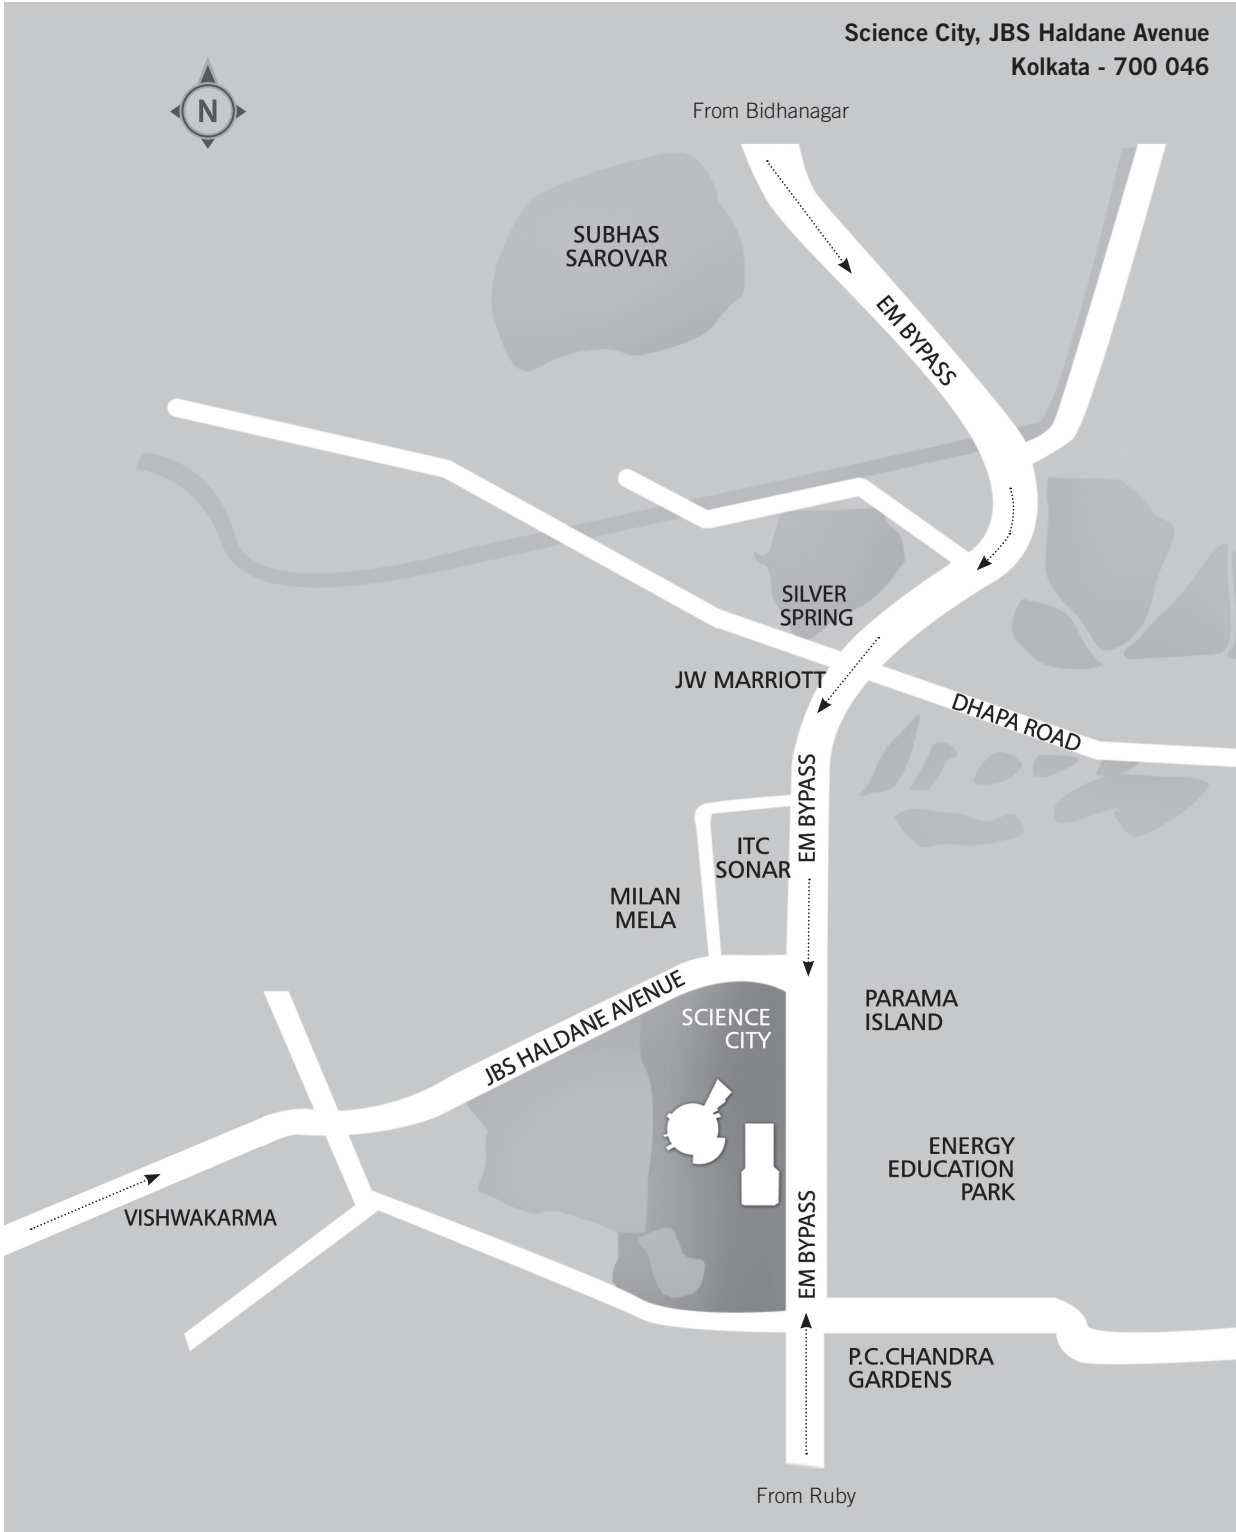 Science City, JBS Haldane Avenue
Kolkata - 700 046
N
From Bidhanagar
SUBHAS
SAROVAR
EM BYPASS
SILVER
SPRING
JW MARRIOTT
DHAPA ROAD
EM BYPASS
ITC
SONAR
MILAN
MELA
JBS HALDANE AVENUE
SCIENCE
CITY
PARAMA
ISLAND
ENERGY
EDUCATION
PARK
VISHWAKARMA
EM BYPASS
P.C.CHANDRA
GARDENS
From Ruby